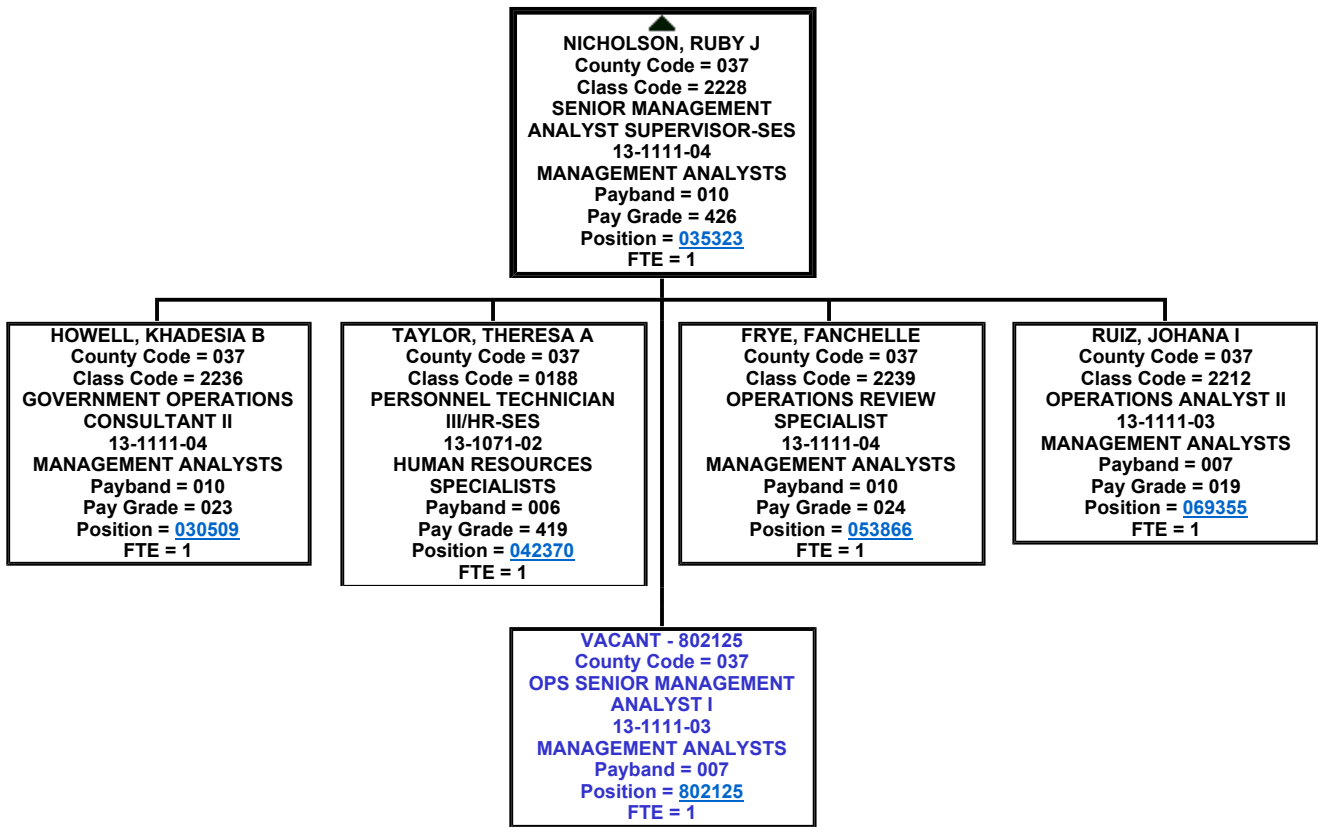 NICHOLSON, RUBY J
County Code = 037
Class Code = 2228
SENIOR MANAGEMENT
ANALYST SUPERVISOR-SES
13-1111-04
MANAGEMENT ANALYSTS
Payband = 010
Pay Grade = 426
Position = 035323
FTE = 1
HOWELL, KHADESIA B
County Code = 037
Class Code = 2236
GOVERNMENT OPERATIONS
CONSULTANT II
13-1111-04
MANAGEMENT ANALYSTS
Payband = 010
Pay Grade = 023
Position = 030509
FTE = 1
TAYLOR, THERESA A
County Code = 037
Class Code = 0188
PERSONNEL TECHNICIAN
III/HR-SES
13-1071-02
HUMAN RESOURCES
SPECIALISTS
Payband = 006
Pay Grade = 419
Position = 042370
FTE = 1
FRYE, FANCHELLE
County Code = 037
Class Code = 2239
OPERATIONS REVIEW
SPECIALIST
13-1111-04
MANAGEMENT ANALYSTS
Payband = 010
Pay Grade = 024
Position = 053866
FTE = 1
RUIZ, JOHANA I
County Code = 037
Class Code = 2212
OPERATIONS ANALYST II
13-1111-03
MANAGEMENT ANALYSTS
Payband = 007
Pay Grade = 019
Position = 069355
FTE = 1
VACANT - 802125
County Code = 037
OPS SENIOR MANAGEMENT
ANALYST I
13-1111-03
MANAGEMENT ANALYSTS
Payband = 007
Position = 802125
FTE = 1